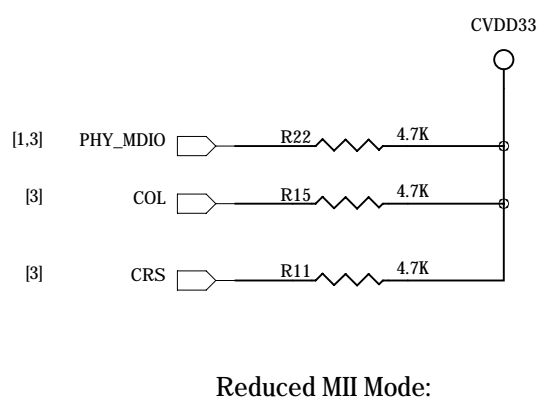 CVDD33
[1,3] PHY_MDIO R22 4.7K
[3] COL R15 4.7K
[3] CRS R11 4.7K
Reduced MII Mode: